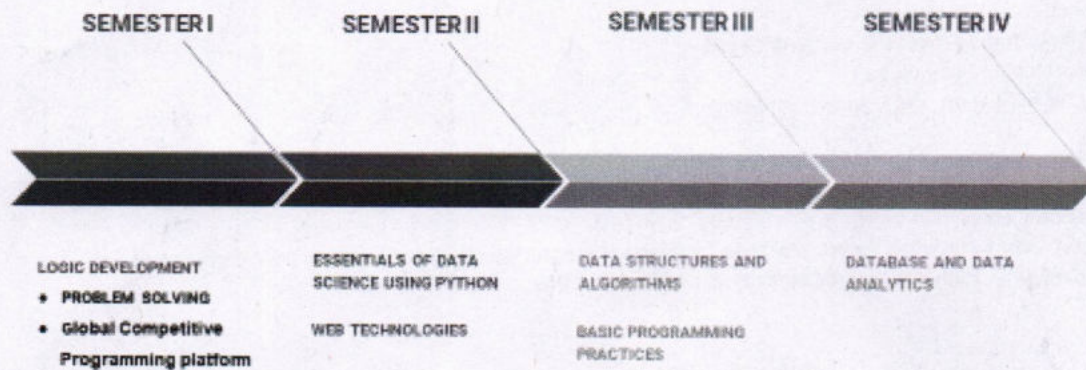 SEMESTER I
SEMESTER II
SEMESTER III
SEMESTER IV
LOGIC DEVELOPMENT
• PROBLEM SOLVING
• Global Competitive
Programming platform
ESSENTIALS OF DATA
SCIENCE USING PYTHON
WEB TECHNOLOGIES
DATA STRUCTURES AND
ALGORITHMS
BASIC PROGRAMMING
PRACTICES
DATABASE AND DATA
ANALYTICS